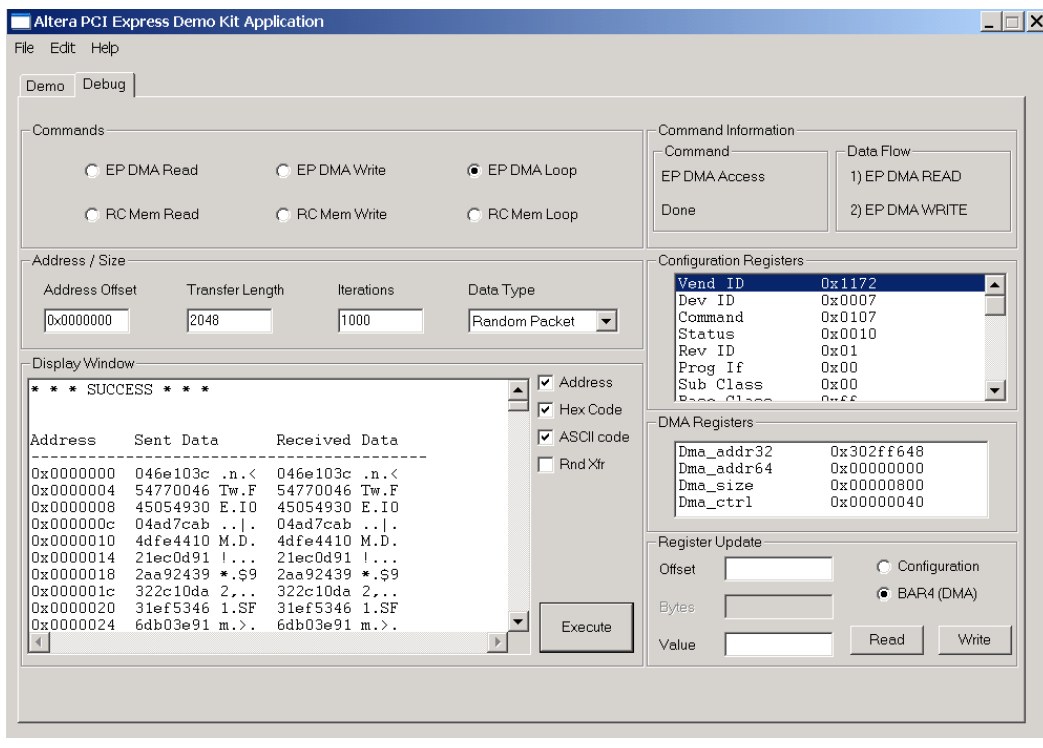 Altera PCI Express Demo Kit Application
File Edit Help
Demo Debug
Commands
EP DMA Read EP DMA Write EP DMA Loop
RC Mem Read RC Mem Write RC Mem Loop
Command Information
Command
EP DMA Access
Done
Data Flow
1) EP DMA READ
2) EP DMA WRITE
Address / Size
Address Offset Transfer Length Iterations Data Type
0x0000000 2048 1000 Random Packet
Configuration Registers
Vend ID 0x1172
Dev ID 0x0007
Command 0x0107
Status 0x0010
Rev ID 0x01
Prog If 0x00
Sub Class 0x00
Base Class 0xff
Display Window
* * * SUCCESS * * *
Address Sent Data Received Data
-------------------------------------------
0x0000000 046e103c .n.< 046e103c .n.<
0x0000004 54770046 Tw.F 54770046 Tw.F
0x0000008 45054930 E.I0 45054930 E.I0
0x000000c 04ad7cab ..|. 04ad7cab ..|.
0x0000010 4dfe4410 M.D. 4dfe4410 M.D.
0x0000014 21ec0d91 !... 21ec0d91 !...
0x0000018 2aa92439 *.$9 2aa92439 *.$9
0x000001c 322c10da 2,.. 322c10da 2,..
0x0000020 31ef5346 1.SF 31ef5346 1.SF
0x0000024 6db03e91 m.>. 6db03e91 m.>.
Address
Hex Code
ASCII code
Rnd Xfr
Execute
DMA Registers
Dma_addr32 0x302ff648
Dma_addr64 0x00000000
Dma_size 0x00000800
Dma_ctrl 0x00000040
Register Update
Offset Configuration
Bytes BAR4 (DMA)
Value Read Write